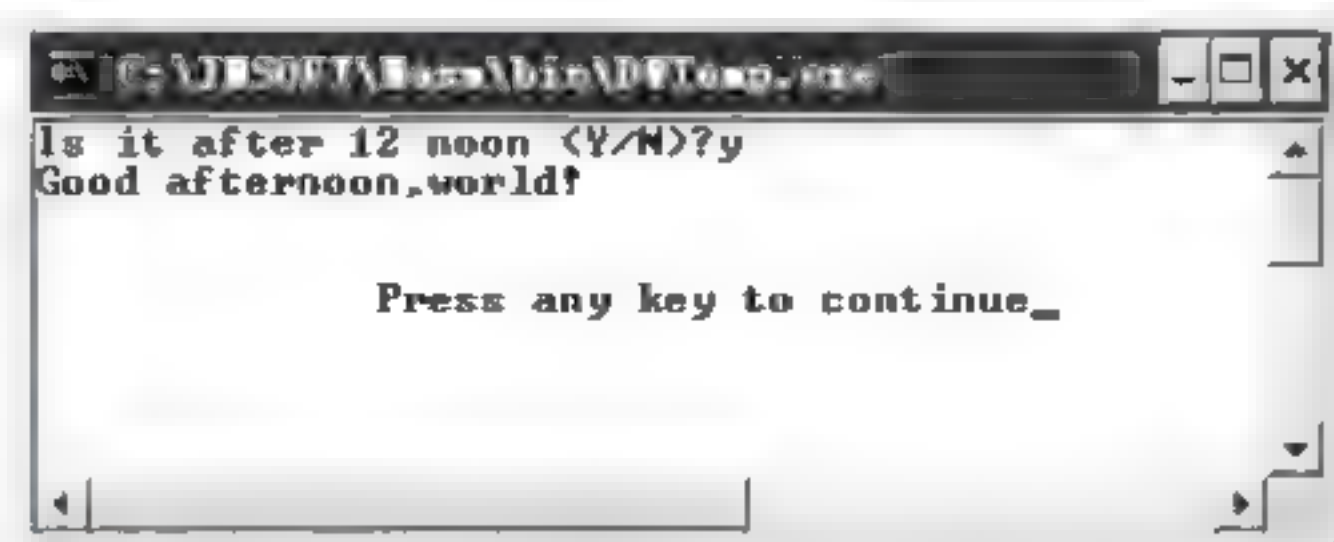 Is it after 12 noon (Y/N)?y
Good afternoon,world!
Press any key to continue_